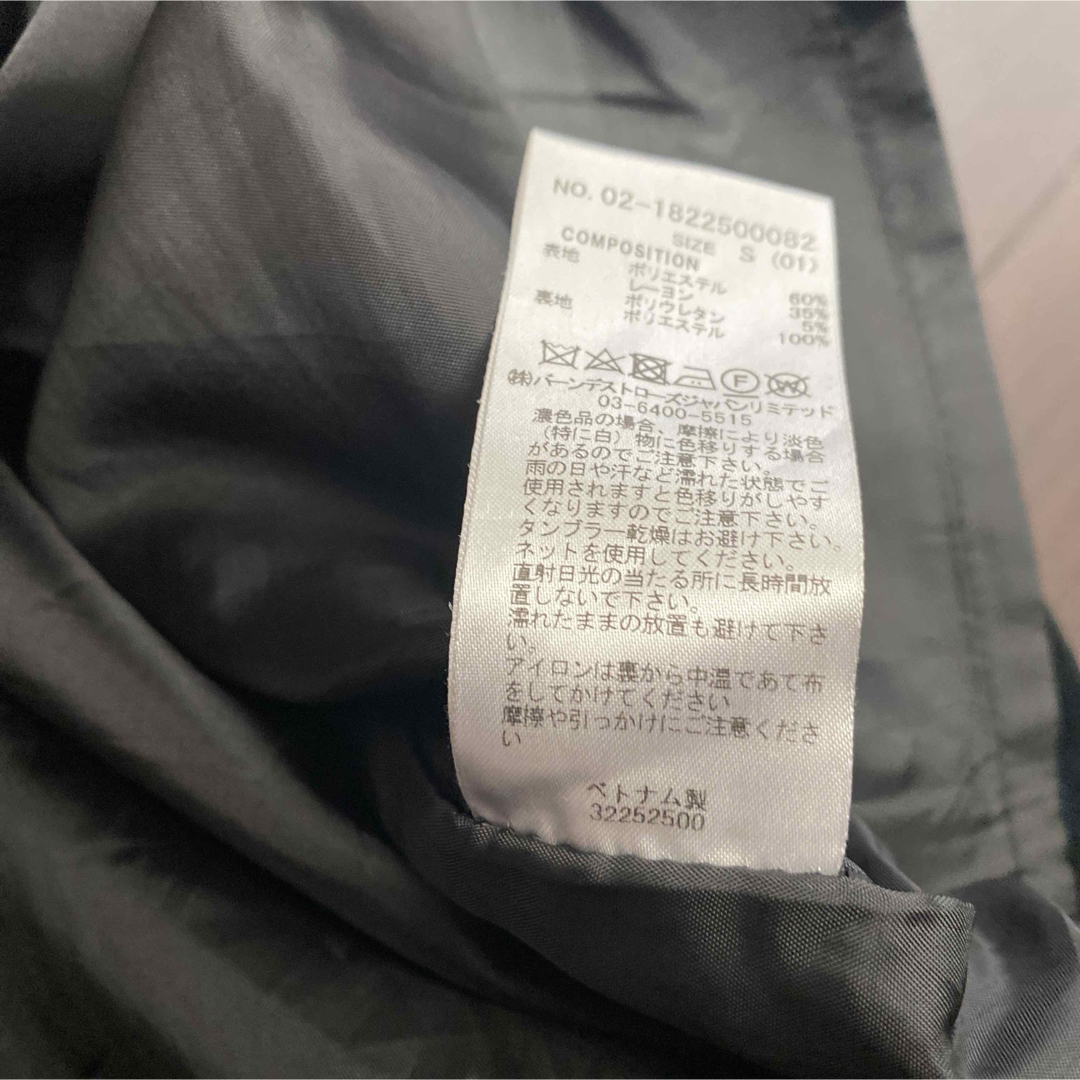 NO. 02-1822500082
SIZE S (01)
COMPOSITION
表地 ポリエステル 60%
レーヨン 35%
ポリウレタン 5%
裏地 ポリエステル 100%
F W
㈱バーンデストローズジャパンリミテッド
03-6400-5515
濃色品の場合、摩擦により淡色
(特に白)物に色移りする場合
があるのでご注意下さい。
雨の日や汗など濡れた状態でご
使用されますと色移りがしやす
くなりますのでご注意下さい。
タンブラー乾燥はお避け下さい。
ネットを使用してください。
直射日光の当たる所に長時間放
置しないで下さい。
濡れたままの放置も避けて下さ
い。
アイロンは裏から中温であて布
をしてかけてください
摩擦や引っかけにご注意くださ
い
ベトナム製
32252500